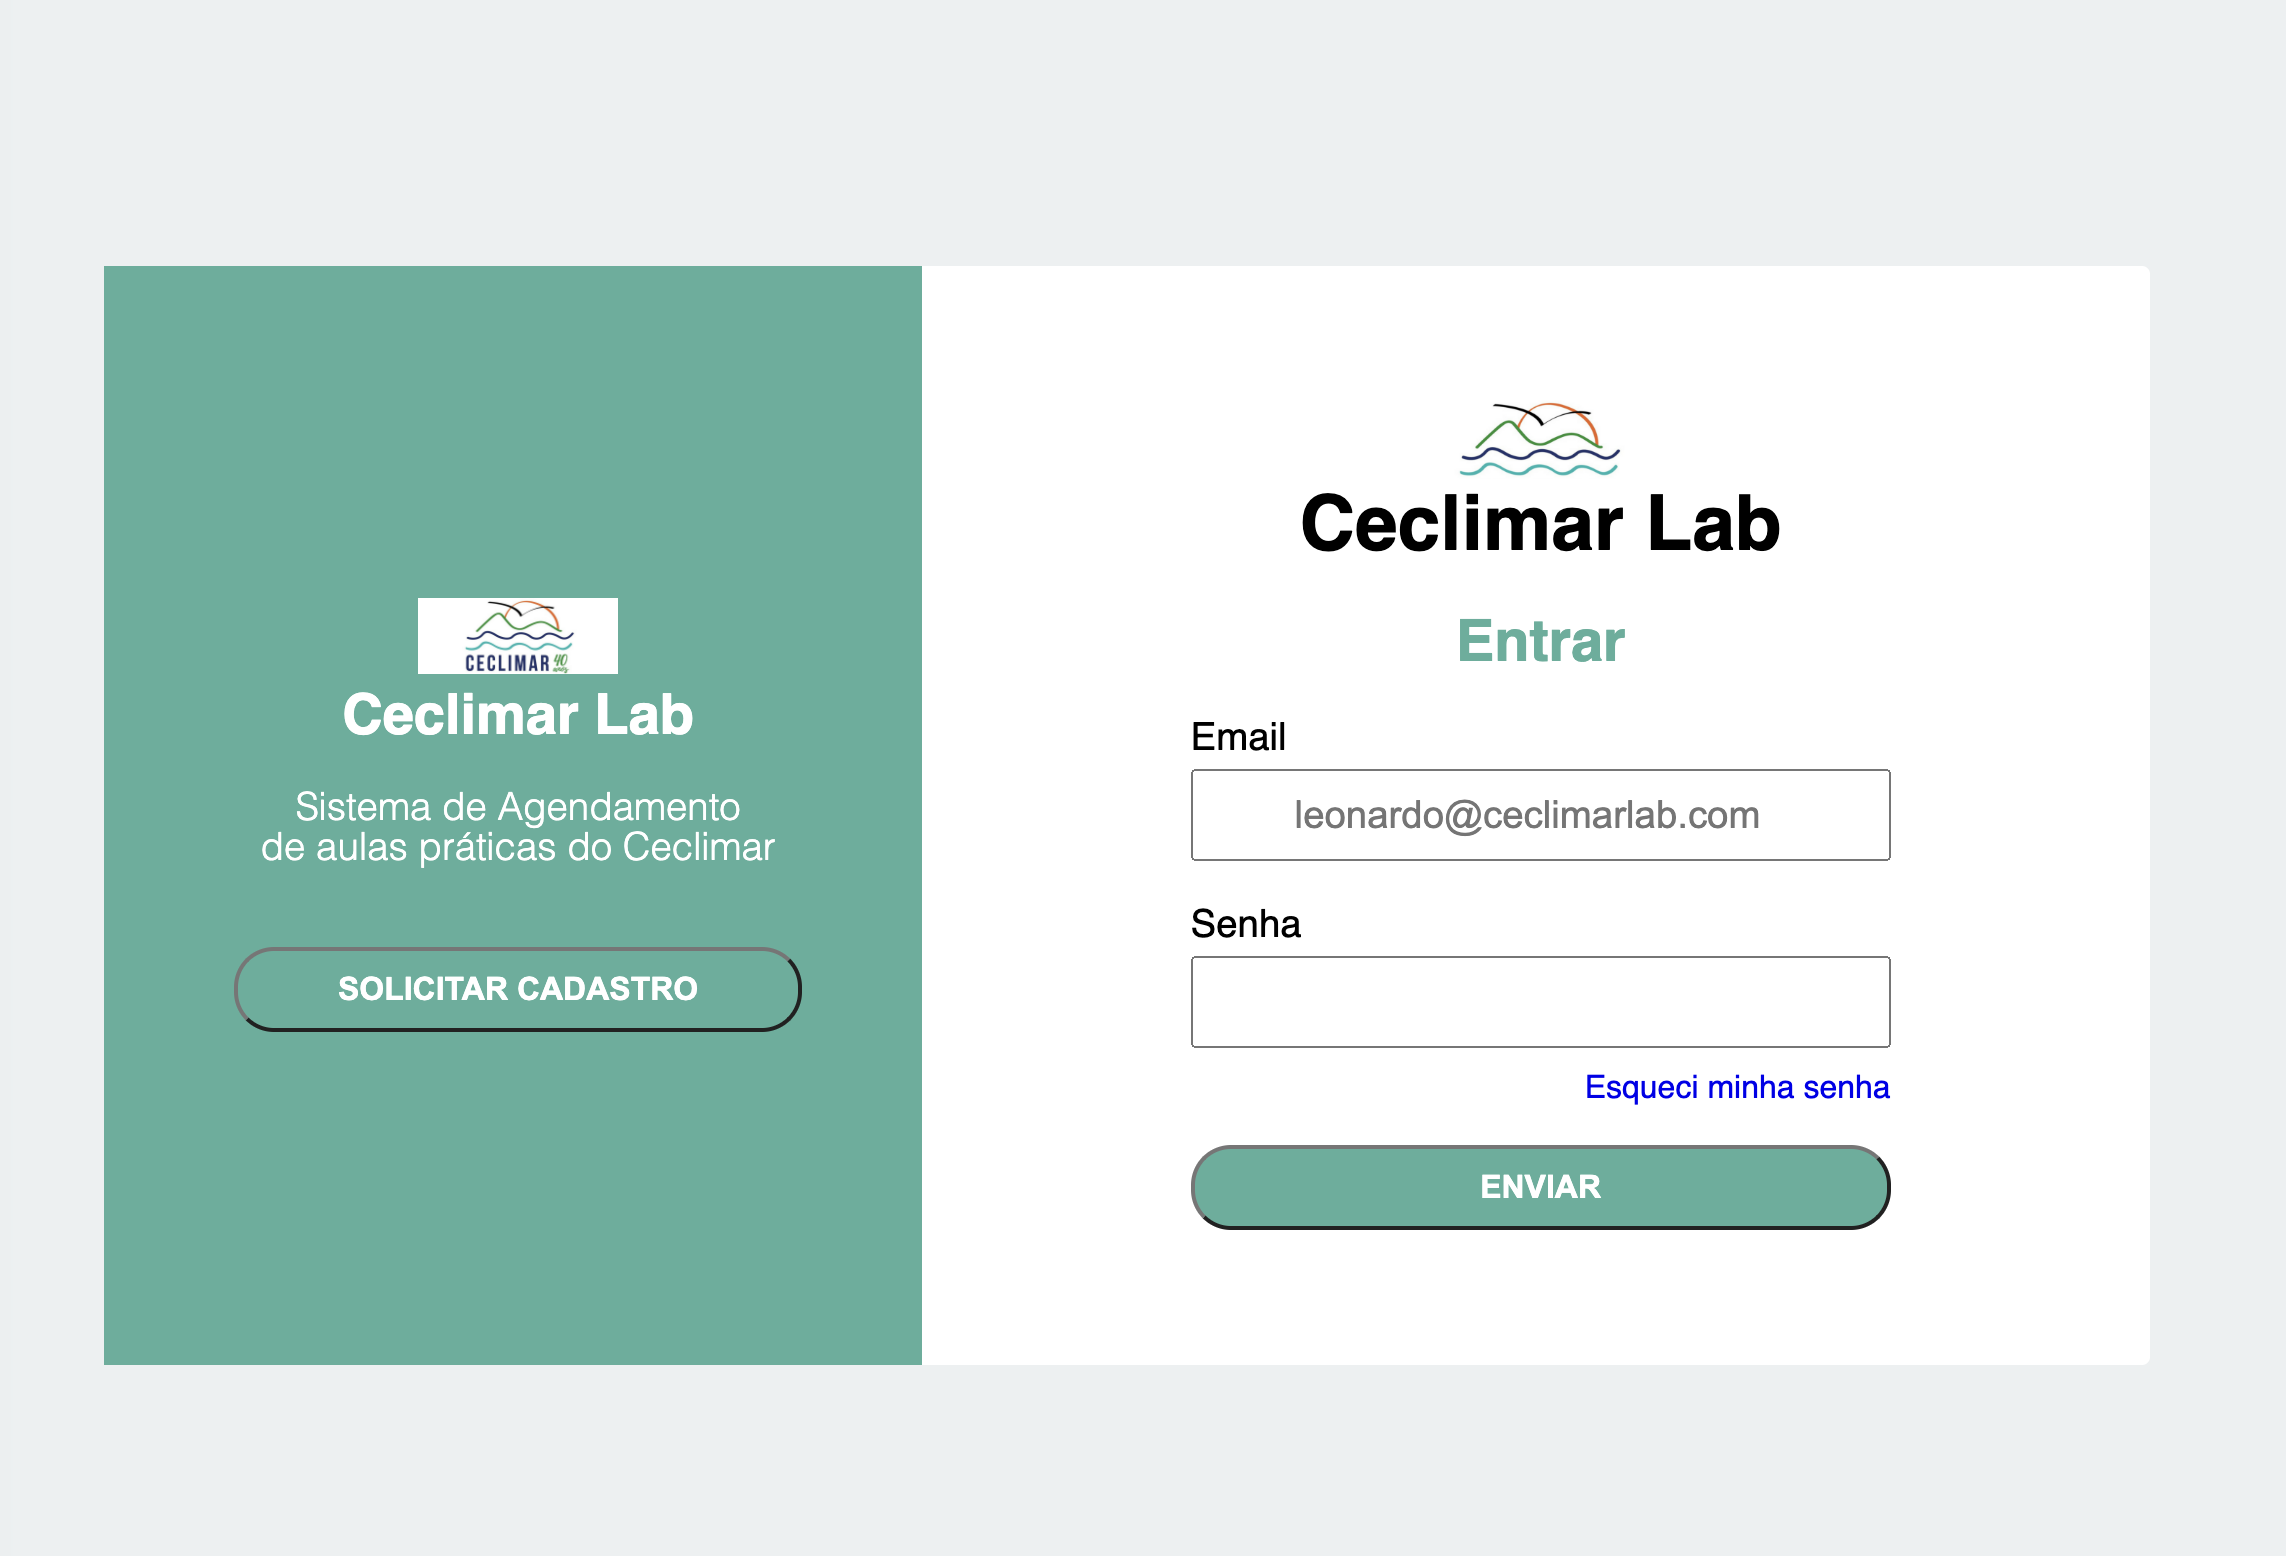 CECLIMAR 40 anos
Ceclimar Lab
Sistema de Agendamento
de aulas práticas do Ceclimar
SOLICITAR CADASTRO
Ceclimar Lab
Entrar
Email
leonardo@ceclimarlab.com
Senha
Esqueci minha senha
ENVIAR